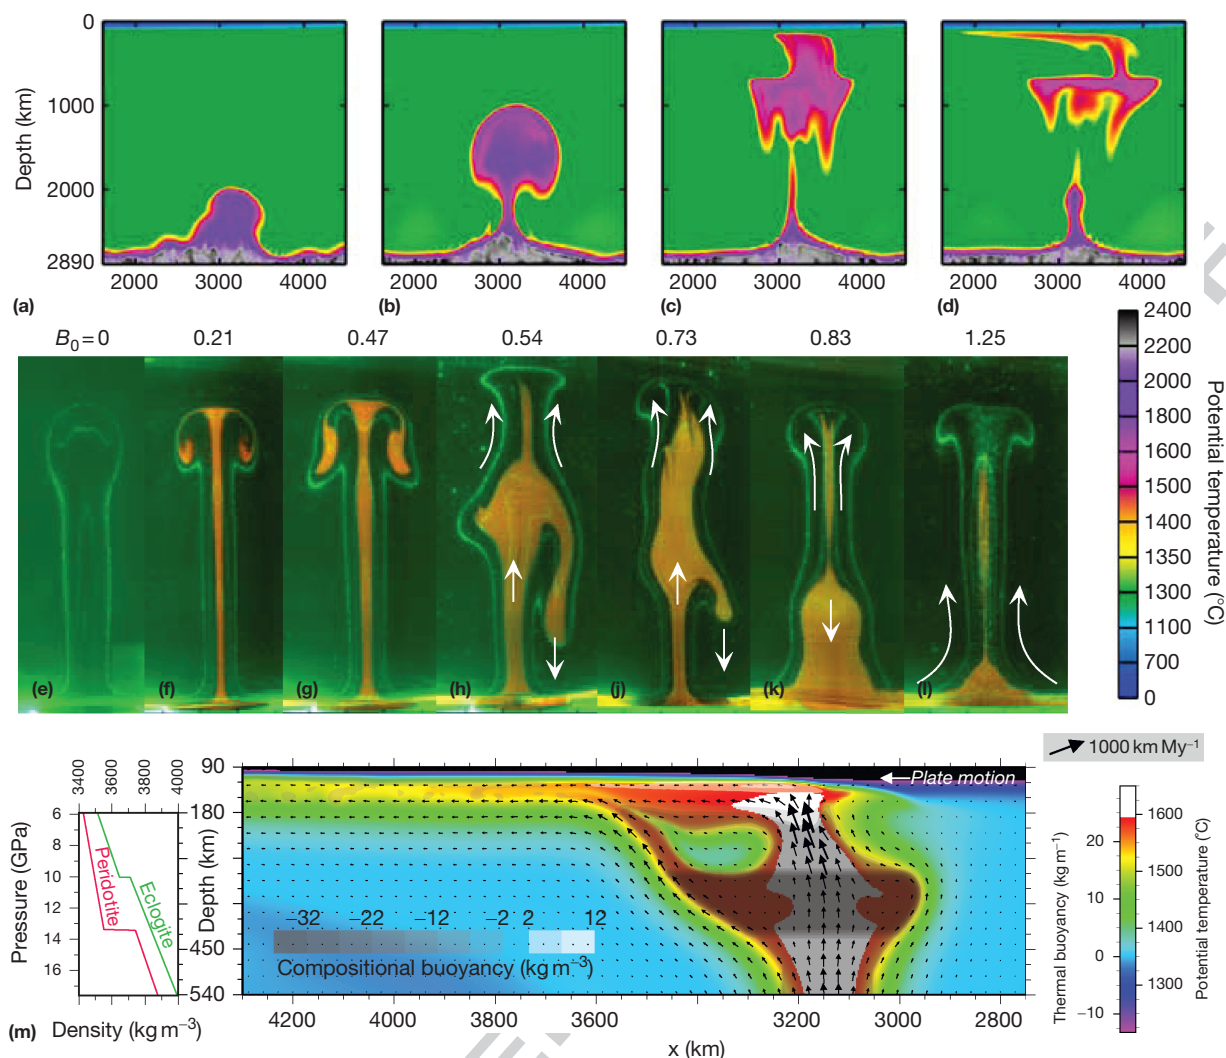 0
1000
2000
2890
Depth (km)
2000 3000 4000
2000 3000 4000
2000 3000 4000
2000 3000 4000
(a)
(b)
(c)
(d)
B0 = 0
0.21
0.47
0.54
0.73
0.83
1.25
(e)
(f)
(g)
(h)
(j)
(k)
(l)
2400
2200
2000
1800
1600
1500
1400
1350
1300
1100
700
0
Potential temperature (°C)
1000 km My⁻¹
3400
3600
3800
4000
6
8
10
12
14
16
Pressure (GPa)
Peridotite
Eclogite
(m)
Density (kg m⁻³)
90
180
450
540
Depth (km)
Plate motion
−32 −22 −12 −2 2 12
Compositional buoyancy (kg m⁻³)
4200 4000 3800 3600 3200 3000 2800
x (km)
Thermal buoyancy (kg m⁻¹)
20
10
0
−10
1600
1500
1400
1300
Potential temperature (°C)